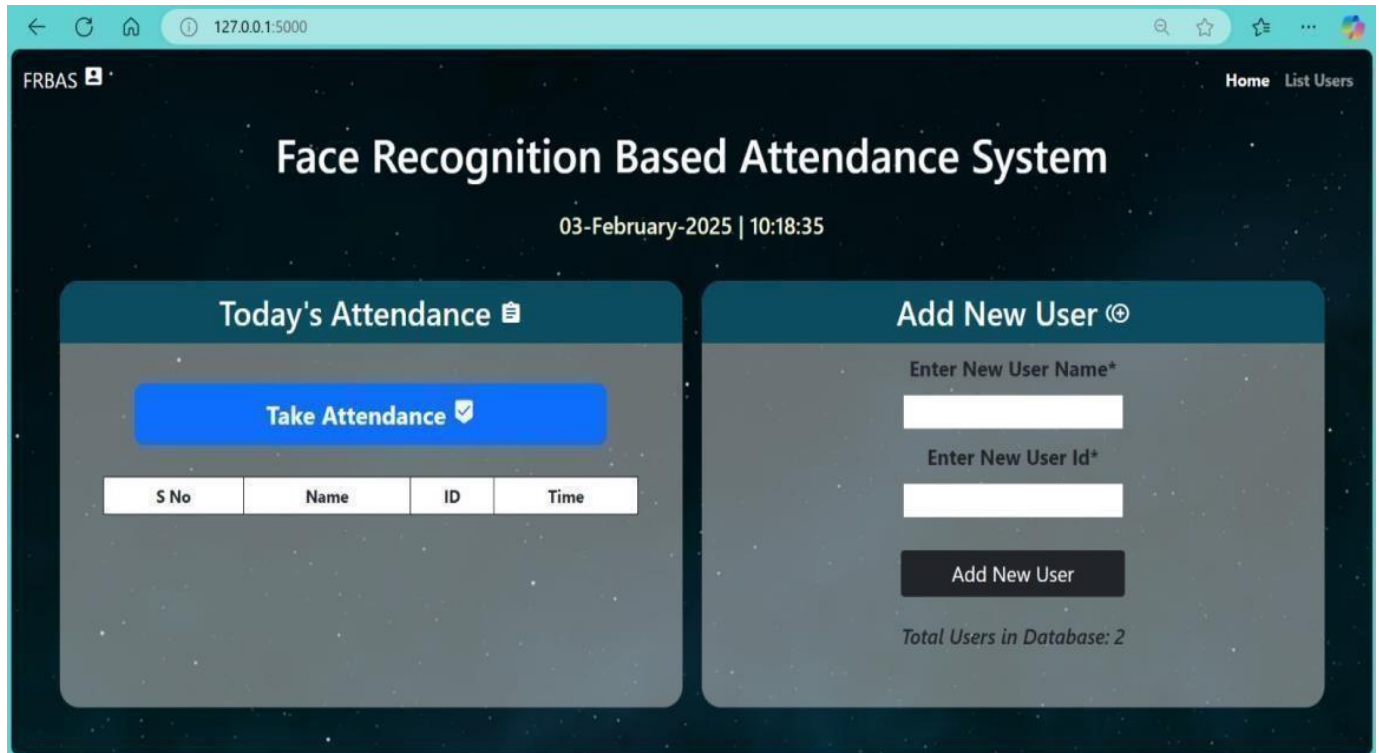 127.0.0.1:5000
FRBAS
Home List Users
Face Recognition Based Attendance System
03-February-2025 | 10:18:35
Today's Attendance
Take Attendance
S No Name ID Time
Add New User
Enter New User Name*
Enter New User Id*
Add New User
Total Users in Database: 2